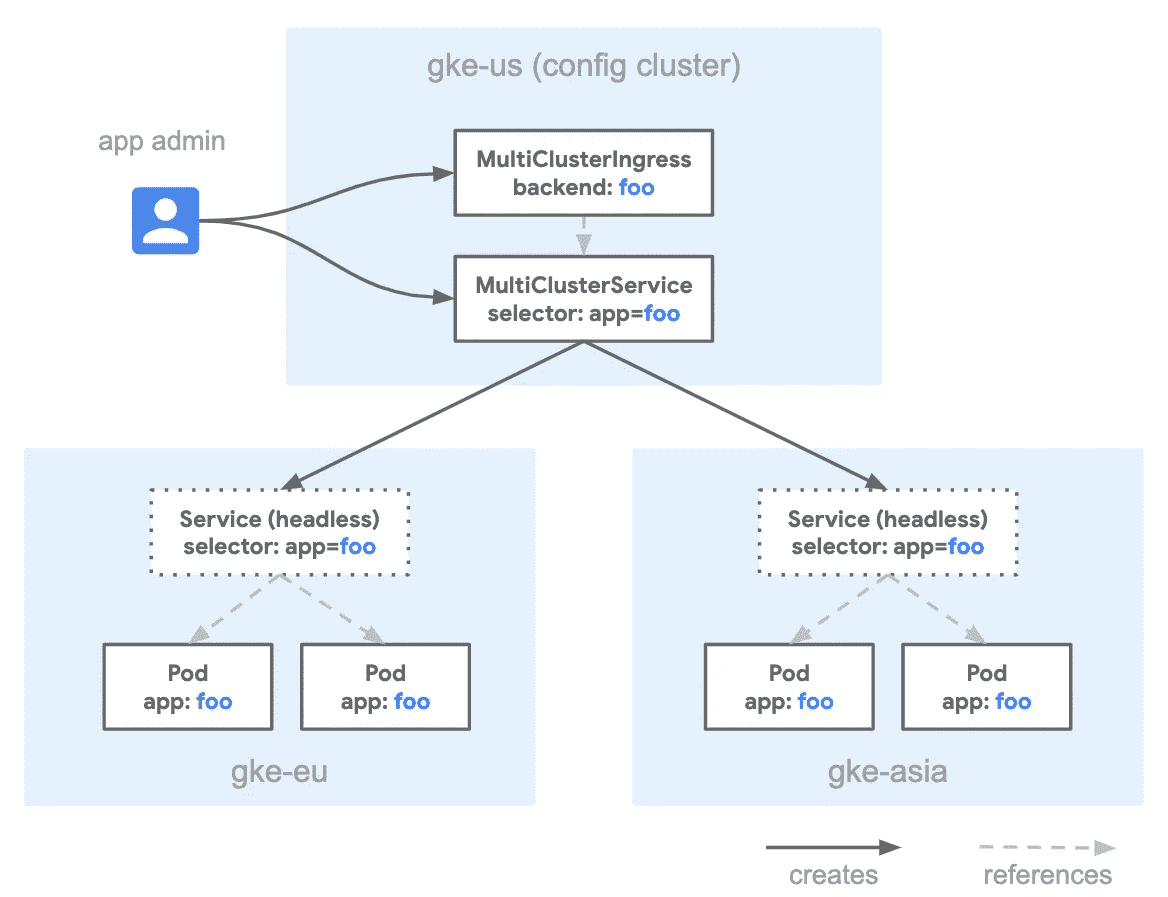 gke-us (config cluster)
app admin
MultiClusterIngress
backend: foo
MultiClusterService
selector: app=foo
Service (headless)
selector: app=foo
Service (headless)
selector: app=foo
Pod
app: foo
Pod
app: foo
Pod
app: foo
Pod
app: foo
gke-eu
gke-asia
creates
references